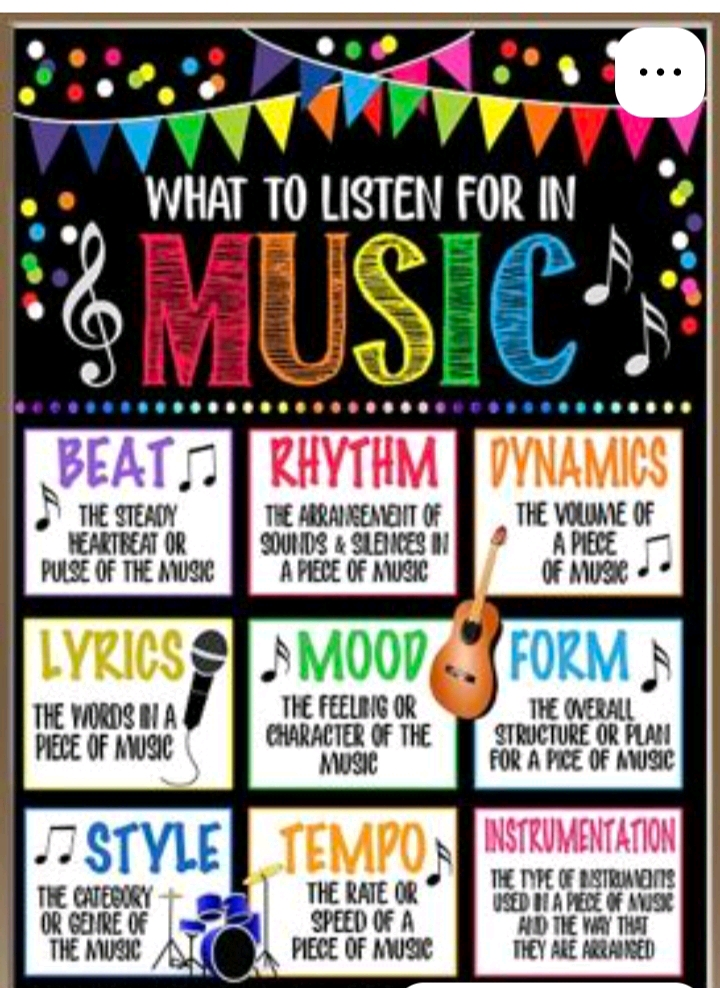 WHAT TO LISTEN FOR IN
MUSIC
BEAT
THE STEADY
HEARTBEAT OR
PULSE OF THE MUSIC
RHYTHM
THE ARRANGEMENT OF
SOUNDS & SILENCES IN
A PIECE OF MUSIC
DYNAMICS
THE VOLUME OF
A PIECE
OF MUSIC
LYRICS
THE WORDS IN A
PIECE OF MUSIC
MOOD
THE FEELING OR
CHARACTER OF THE
MUSIC
FORM
THE OVERALL
STRUCTURE OR PLAN
FOR A PICE OF MUSIC
STYLE
THE CATEGORY
OR GENRE OF
THE MUSIC
TEMPO
THE RATE OR
SPEED OF A
PIECE OF MUSIC
INSTRUMENTATION
THE TYPE OF INSTRUMENTS
USED IN A PIECE OF MUSIC
AND THE WAY THAT
THEY ARE ARRANGED